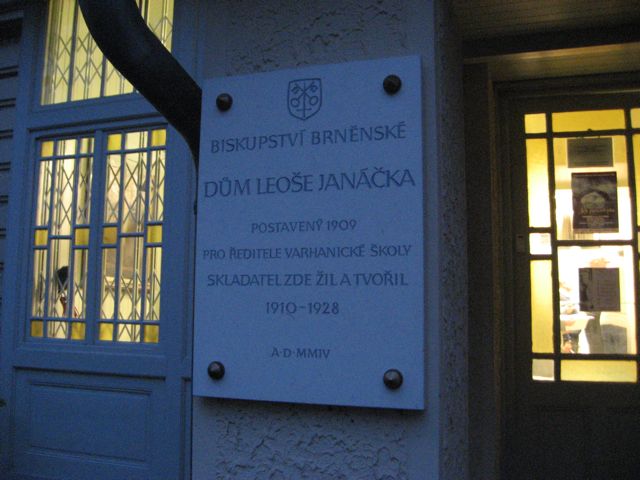 BISKUPSTVÍ BRNĚNSKÉ
DŮM LEOŠE JANÁČKA
POSTAVENÝ 1909
PRO ŘEDITELE VARHANICKÉ ŠKOLY
SKLADATEL ZDE ŽIL A TVOŘIL
1910–1928
A·D·MMIV